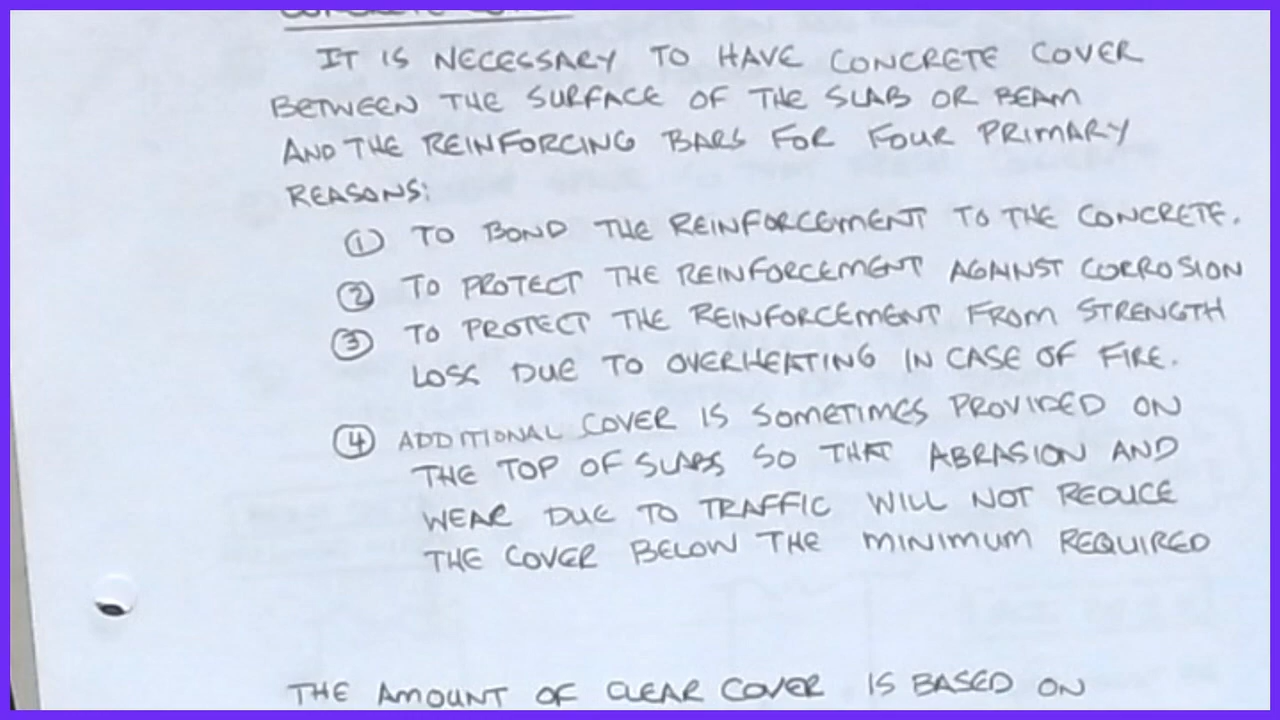 CONCRETE COVER
IT IS NECESSARY TO HAVE CONCRETE COVER
BETWEEN THE SURFACE OF THE SLAB OR BEAM
AND THE REINFORCING BARS FOR FOUR PRIMARY
REASONS:
① TO BOND THE REINFORCEMENT TO THE CONCRETE.
② TO PROTECT THE REINFORCEMENT AGAINST CORROSION
③ TO PROTECT THE REINFORCEMENT FROM STRENGTH
LOSS DUE TO OVERHEATING IN CASE OF FIRE.
④ ADDITIONAL COVER IS SOMETIMES PROVIDED ON
THE TOP OF SLABS SO THAT ABRASION AND
WEAR DUE TO TRAFFIC WILL NOT REDUCE
THE COVER BELOW THE MINIMUM REQUIRED
THE AMOUNT OF CLEAR COVER IS BASED ON